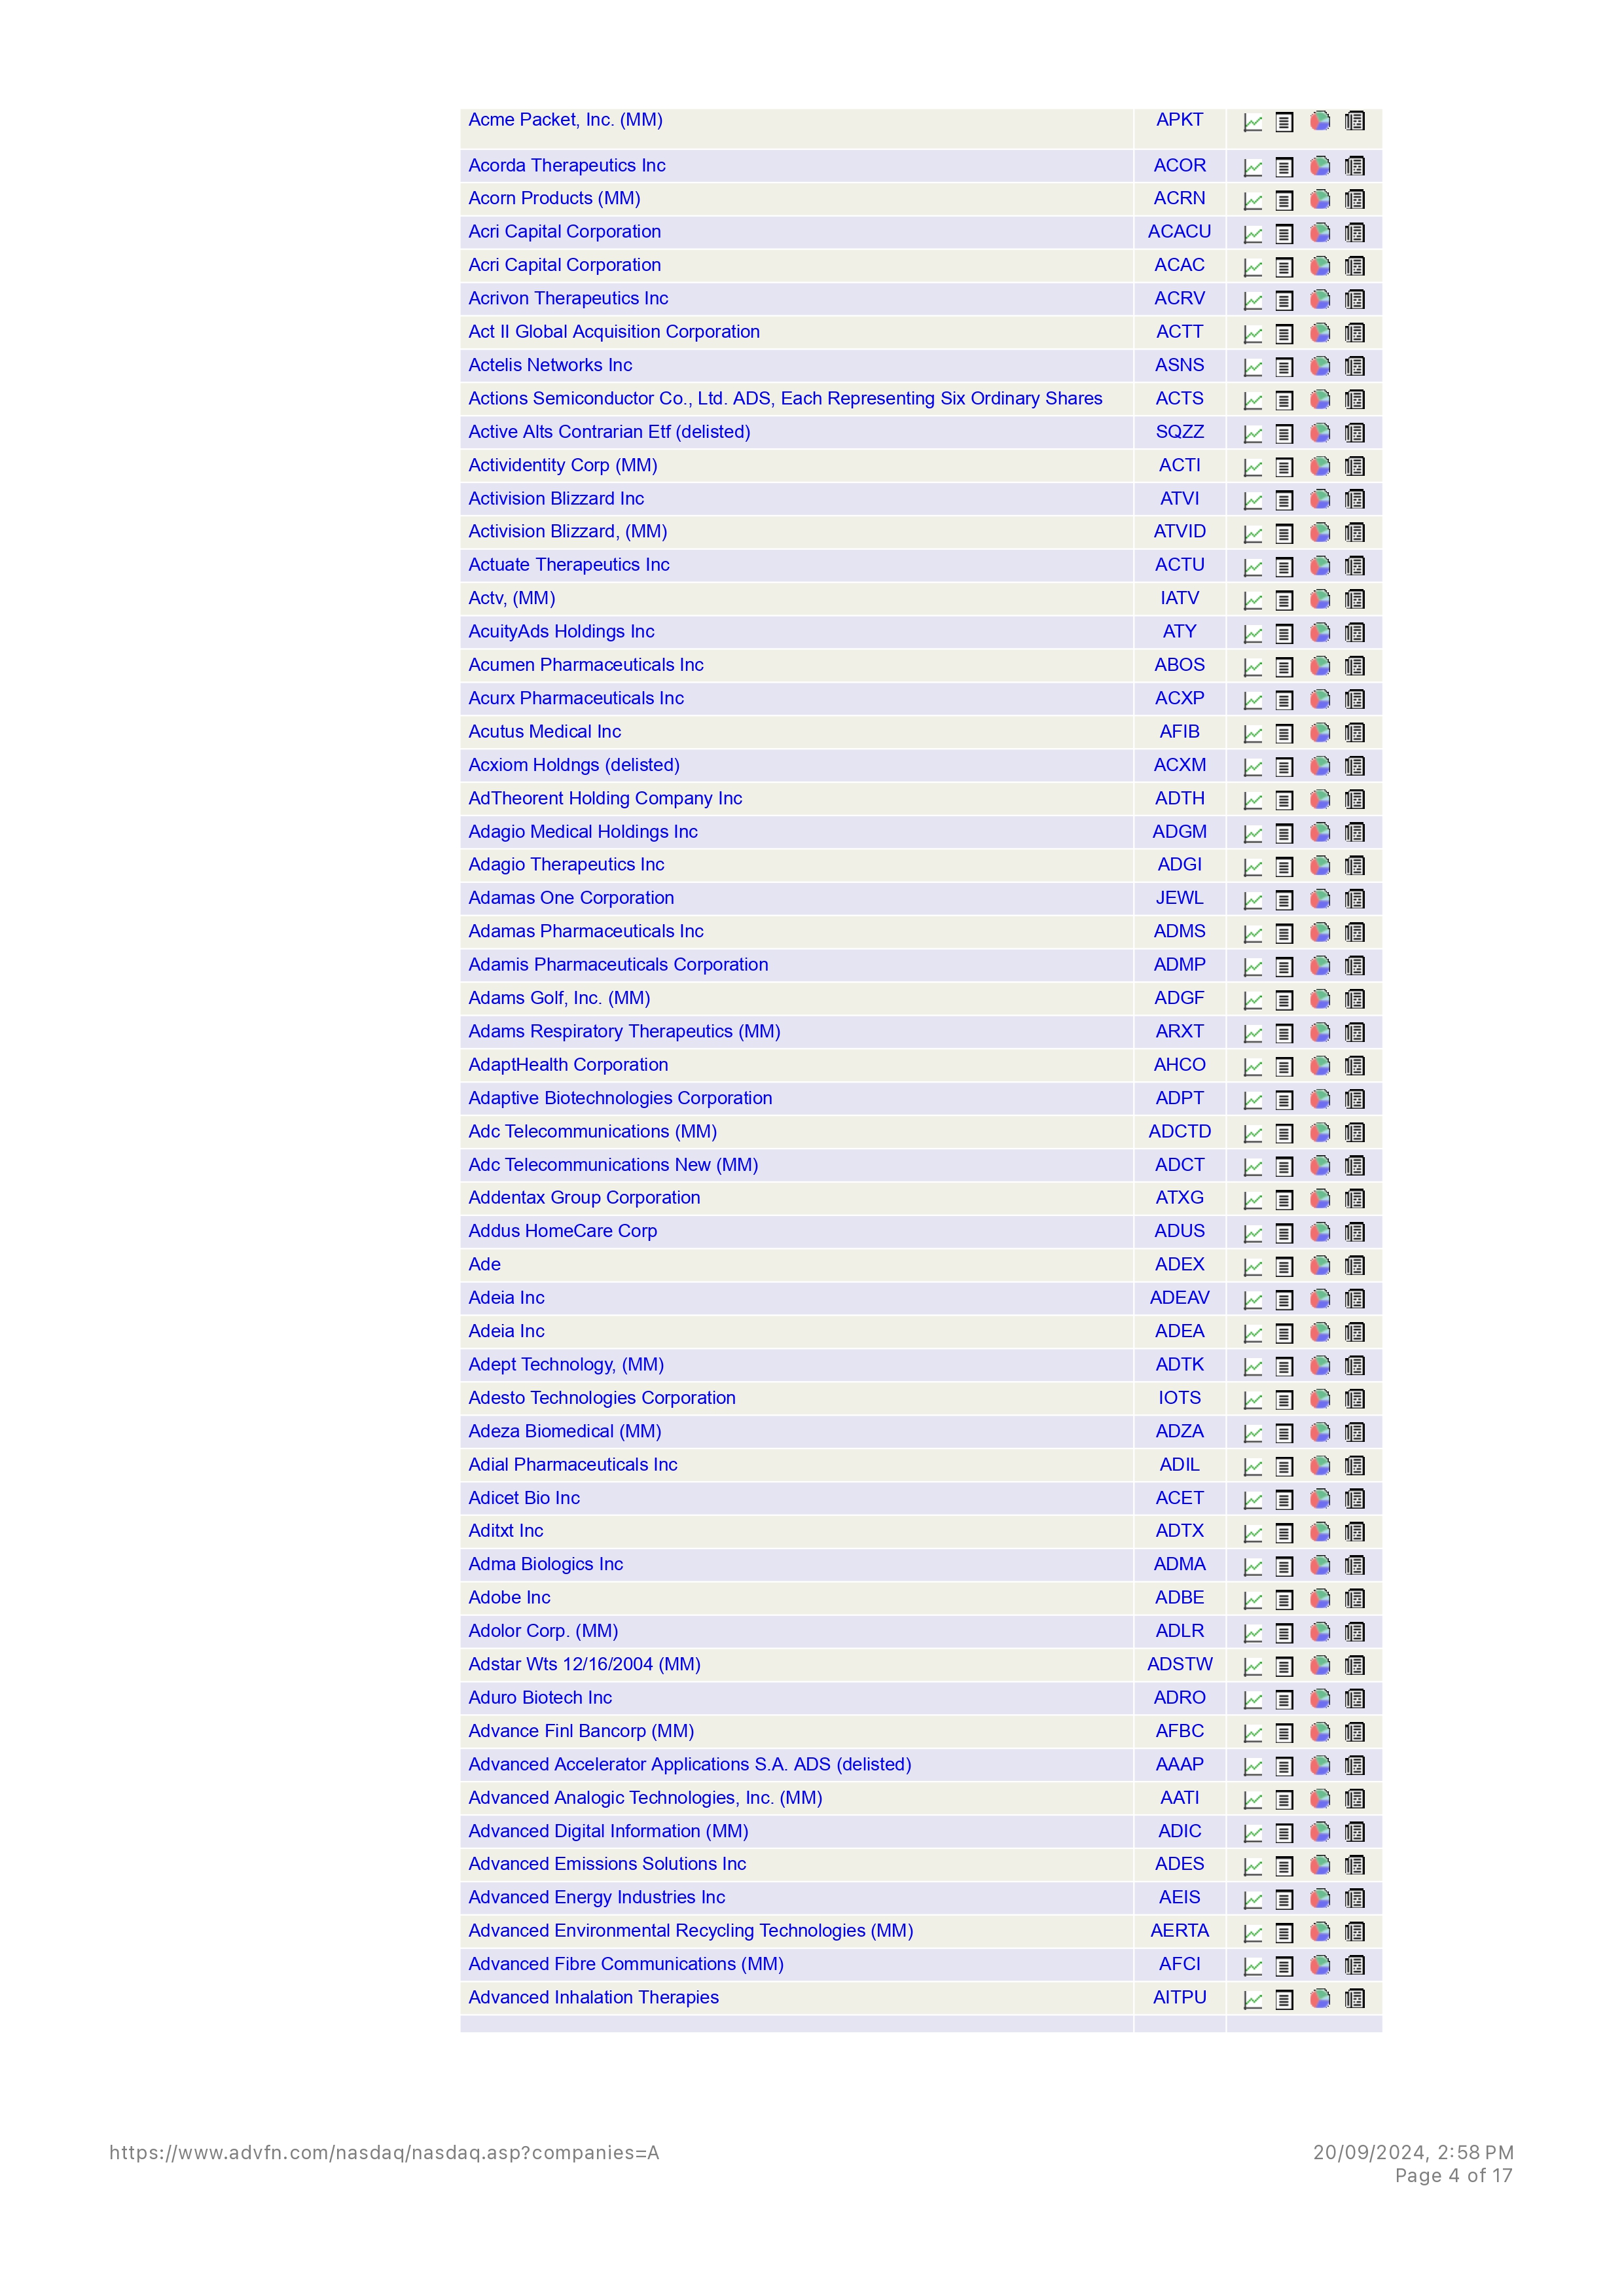 Acme Packet, Inc. (MM) APKT
Acorda Therapeutics Inc ACOR
Acorn Products (MM) ACRN
Acri Capital Corporation ACACU
Acri Capital Corporation ACAC
Acrivon Therapeutics Inc ACRV
Act II Global Acquisition Corporation ACTT
Actelis Networks Inc ASNS
Actions Semiconductor Co., Ltd. ADS, Each Representing Six Ordinary Shares ACTS
Active Alts Contrarian Etf (delisted) SQZZ
Actividentity Corp (MM) ACTI
Activision Blizzard Inc ATVI
Activision Blizzard, (MM) ATVID
Actuate Therapeutics Inc ACTU
Actv, (MM) IATV
AcuityAds Holdings Inc ATY
Acumen Pharmaceuticals Inc ABOS
Acurx Pharmaceuticals Inc ACXP
Acutus Medical Inc AFIB
Acxiom Holdngs (delisted) ACXM
AdTheorent Holding Company Inc ADTH
Adagio Medical Holdings Inc ADGM
Adagio Therapeutics Inc ADGI
Adamas One Corporation JEWL
Adamas Pharmaceuticals Inc ADMS
Adamis Pharmaceuticals Corporation ADMP
Adams Golf, Inc. (MM) ADGF
Adams Respiratory Therapeutics (MM) ARXT
AdaptHealth Corporation AHCO
Adaptive Biotechnologies Corporation ADPT
Adc Telecommunications (MM) ADCTD
Adc Telecommunications New (MM) ADCT
Addentax Group Corporation ATXG
Addus HomeCare Corp ADUS
Ade ADEX
Adeia Inc ADEAV
Adeia Inc ADEA
Adept Technology, (MM) ADTK
Adesto Technologies Corporation IOTS
Adeza Biomedical (MM) ADZA
Adial Pharmaceuticals Inc ADIL
Adicet Bio Inc ACET
Aditxt Inc ADTX
Adma Biologics Inc ADMA
Adobe Inc ADBE
Adolor Corp. (MM) ADLR
Adstar Wts 12/16/2004 (MM) ADSTW
Aduro Biotech Inc ADRO
Advance Finl Bancorp (MM) AFBC
Advanced Accelerator Applications S.A. ADS (delisted) AAAP
Advanced Analogic Technologies, Inc. (MM) AATI
Advanced Digital Information (MM) ADIC
Advanced Emissions Solutions Inc ADES
Advanced Energy Industries Inc AEIS
Advanced Environmental Recycling Technologies (MM) AERTA
Advanced Fibre Communications (MM) AFCI
Advanced Inhalation Therapies AITPU
https://www.advfn.com/nasdaq/nasdaq.asp?companies=A 20/09/2024, 2:58 PM
Page 4 of 17